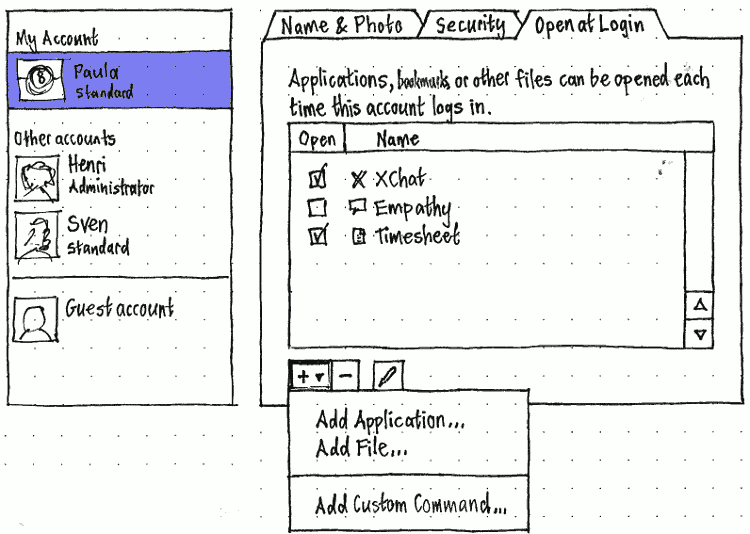 My Account
Paula
Standard
Other accounts
Henri
Administrator
Sven
Standard
Guest account
Name & Photo
Security
Open at Login
Applications, bookmarks or other files can be opened each
time this account logs in.
Open
Name
XChat
Empathy
Timesheet
Add Application...
Add File...
Add Custom Command...